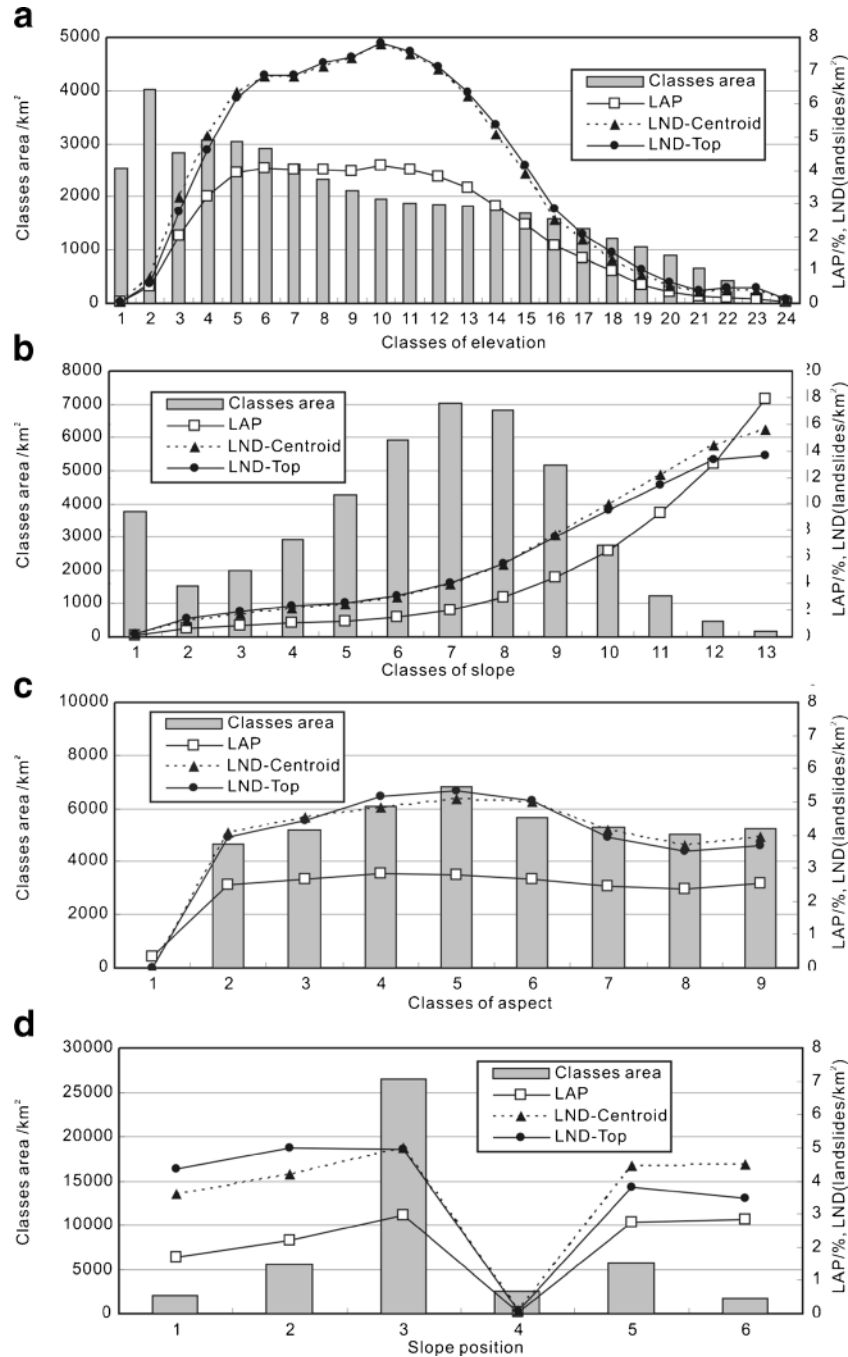 a
5000
4000
3000
2000
1000
0
Classes area /km²
8
7
6
5
4
3
2
1
0
LAP/%, LND(landslides/km²)
Classes area
LAP
LND-Centroid
LND-Top
1 2 3 4 5 6 7 8 9 10 11 12 13 14 15 16 17 18 19 20 21 22 23 24
Classes of elevation
b
8000
7000
6000
5000
4000
3000
2000
1000
0
Classes area /km²
20
18
16
14
12
10
8
6
4
2
0
LAP/%, LND(landslides/km²)
Classes area
LAP
LND-Centroid
LND-Top
1 2 3 4 5 6 7 8 9 10 11 12 13
Classes of slope
c
10000
8000
6000
4000
2000
0
Classes area /km²
8
7
6
5
4
3
2
1
0
LAP/%, LND(landslides/km²)
Classes area
LAP
LND-Centroid
LND-Top
1 2 3 4 5 6 7 8 9
Classes of aspect
d
30000
25000
20000
15000
10000
5000
0
Classes area /km²
8
7
6
5
4
3
2
1
0
LAP/%, LND(landslides/km²)
Classes area
LAP
LND-Centroid
LND-Top
1 2 3 4 5 6
Slope position